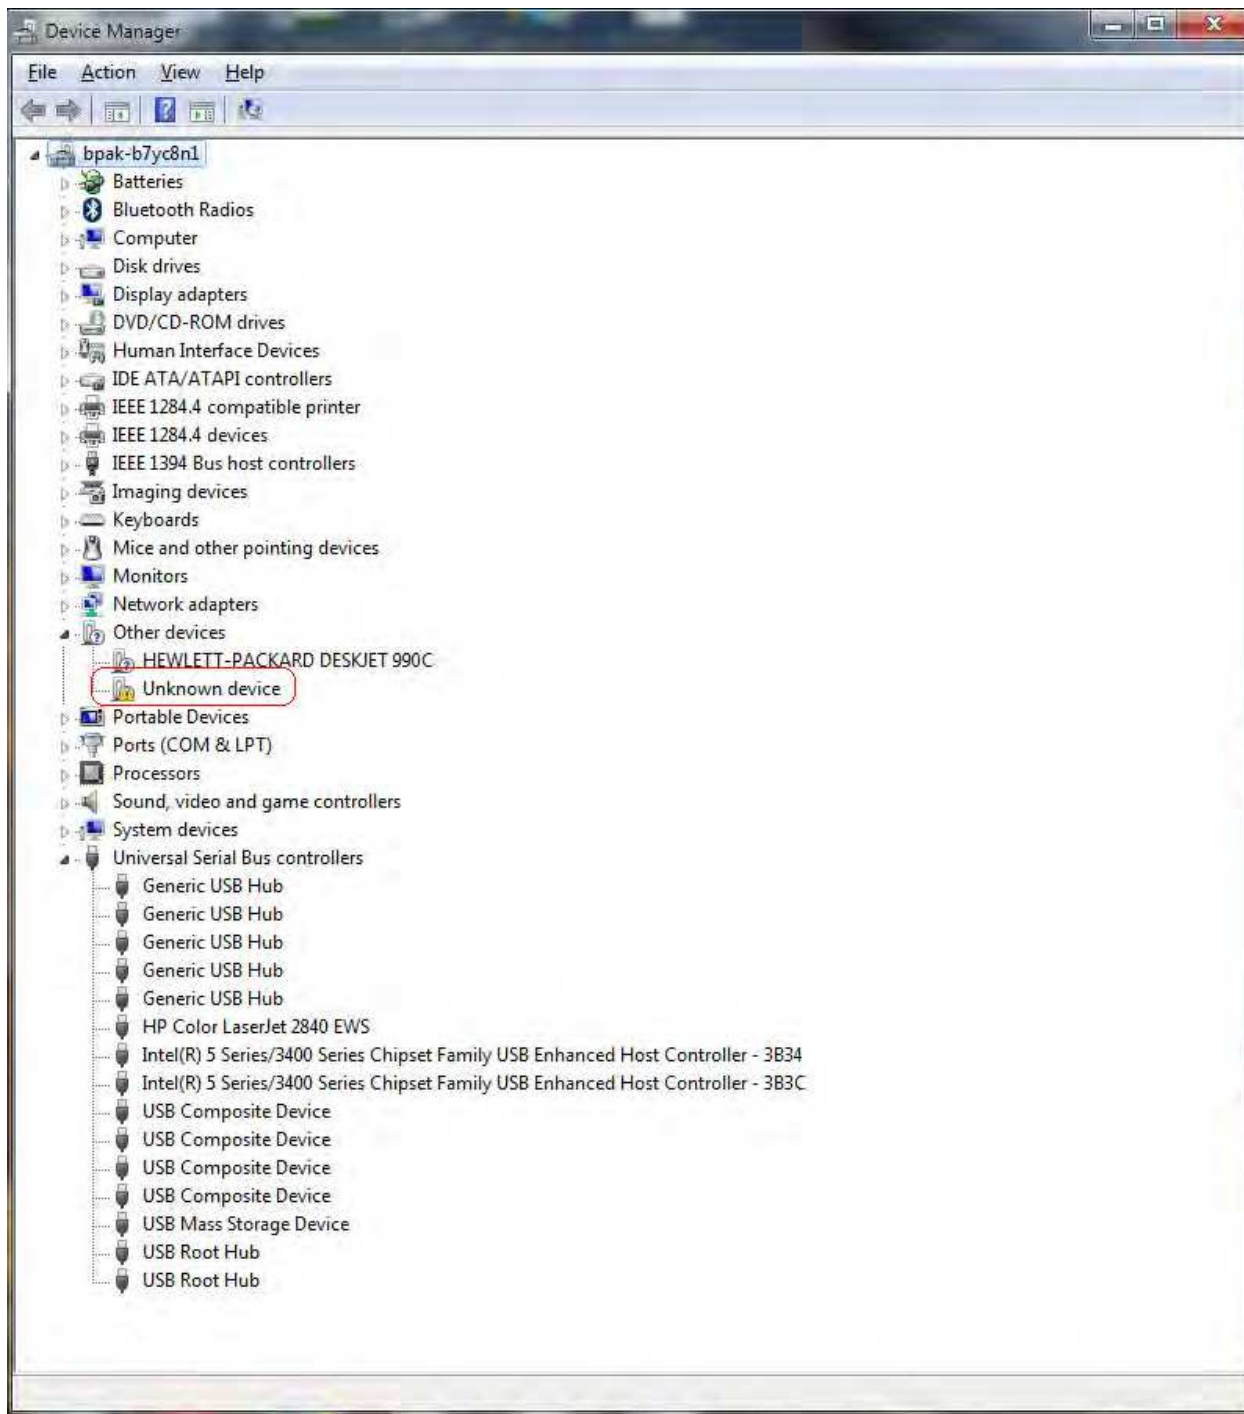 Device Manager
File Action View Help
bpak-b7yc8n1
Batteries
Bluetooth Radios
Computer
Disk drives
Display adapters
DVD/CD-ROM drives
Human Interface Devices
IDE ATA/ATAPI controllers
IEEE 1284.4 compatible printer
IEEE 1284.4 devices
IEEE 1394 Bus host controllers
Imaging devices
Keyboards
Mice and other pointing devices
Monitors
Network adapters
Other devices
HEWLETT-PACKARD DESKJET 990C
Unknown device
Portable Devices
Ports (COM & LPT)
Processors
Sound, video and game controllers
System devices
Universal Serial Bus controllers
Generic USB Hub
Generic USB Hub
Generic USB Hub
Generic USB Hub
Generic USB Hub
HP Color LaserJet 2840 EWS
Intel(R) 5 Series/3400 Series Chipset Family USB Enhanced Host Controller - 3B34
Intel(R) 5 Series/3400 Series Chipset Family USB Enhanced Host Controller - 3B3C
USB Composite Device
USB Composite Device
USB Composite Device
USB Composite Device
USB Mass Storage Device
USB Root Hub
USB Root Hub